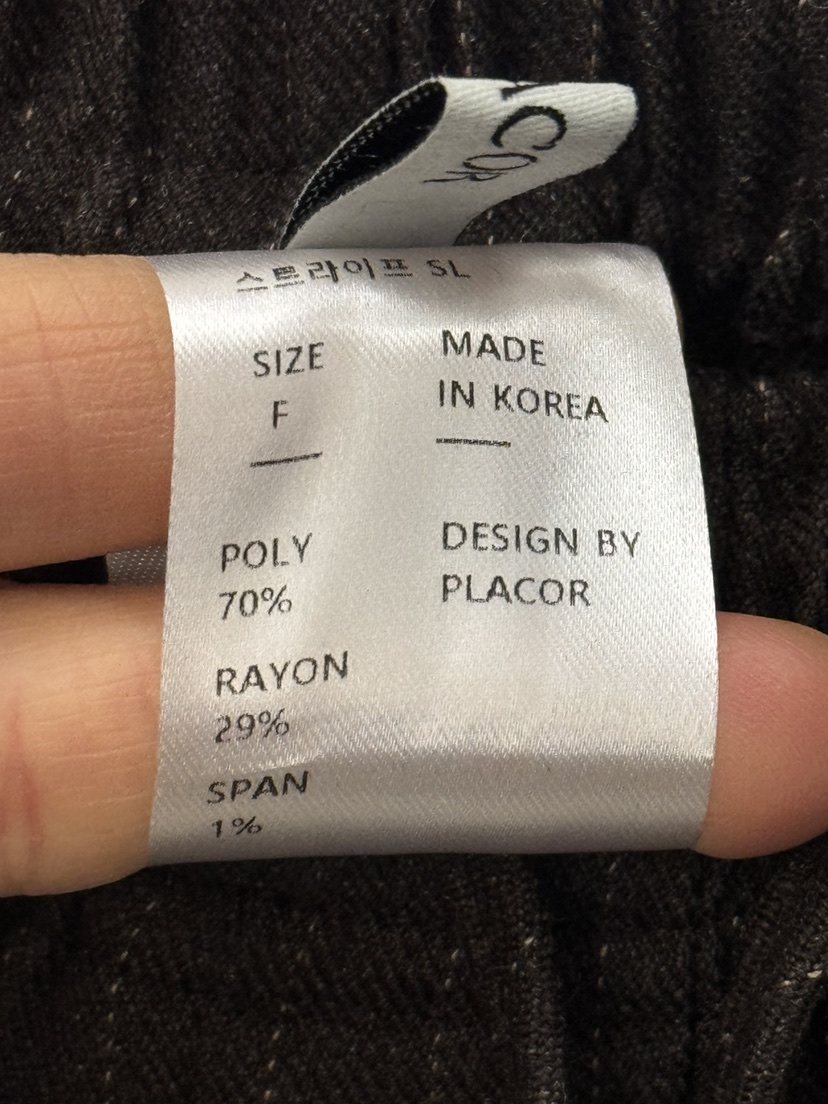 ACOR
스트라이프 SL
SIZE
F
POLY
70%
RAYON
29%
SPAN
1%
MADE
IN KOREA
DESIGN BY
PLACOR